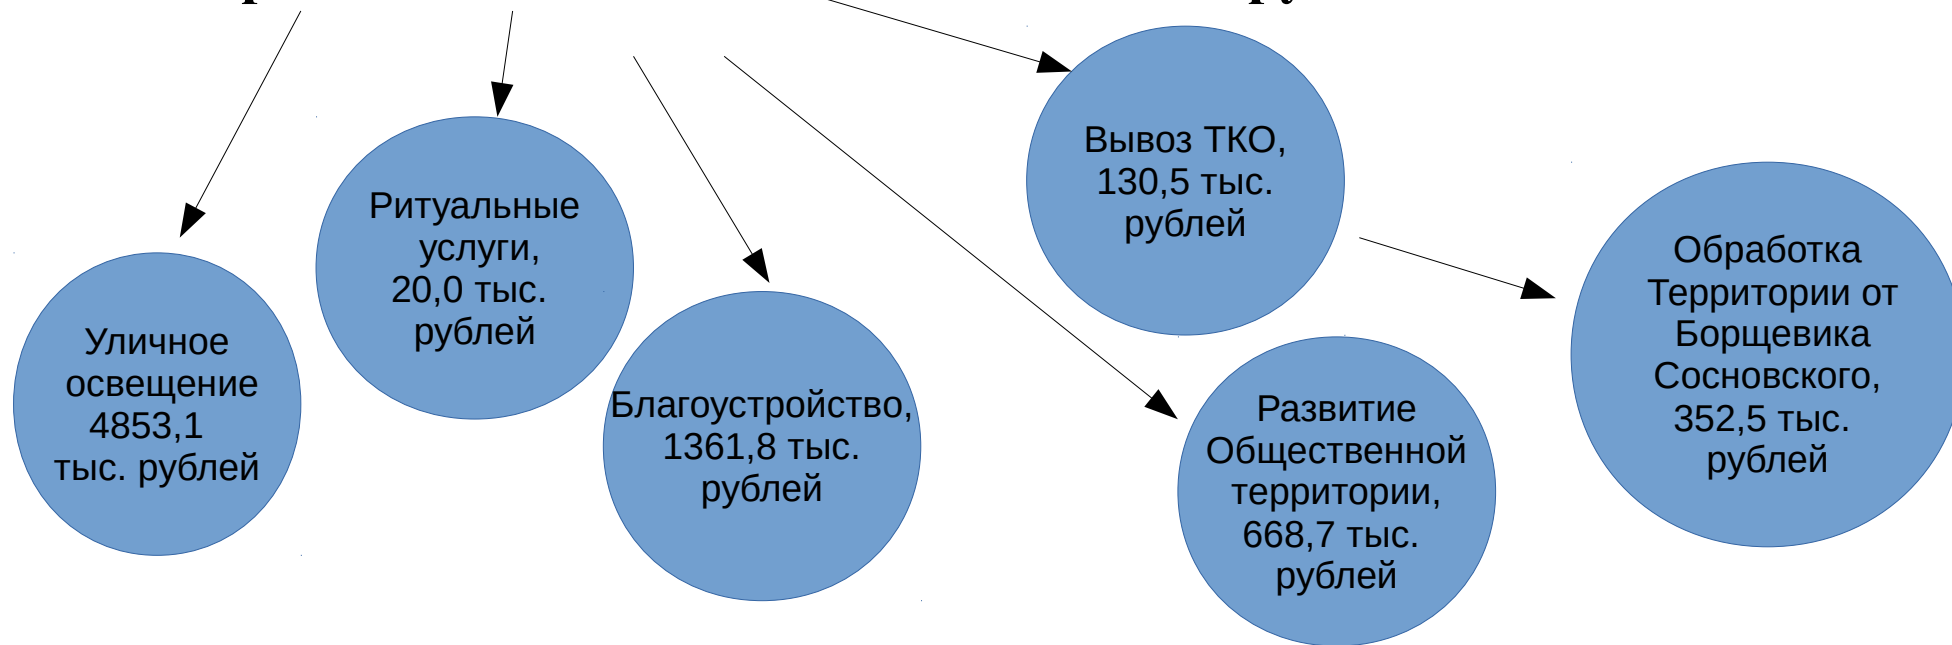 Уличное
освещение
4853,1
тыс. рублей
Ритуальные
услуги,
20,0 тыс.
рублей
Благоустройство,
1361,8 тыс.
рублей
Вывоз ТКО,
130,5 тыс.
рублей
Развитие
Общественной
территории,
668,7 тыс.
рублей
Обработка
Территории от
Борщевика
Сосновского,
352,5 тыс.
рублей